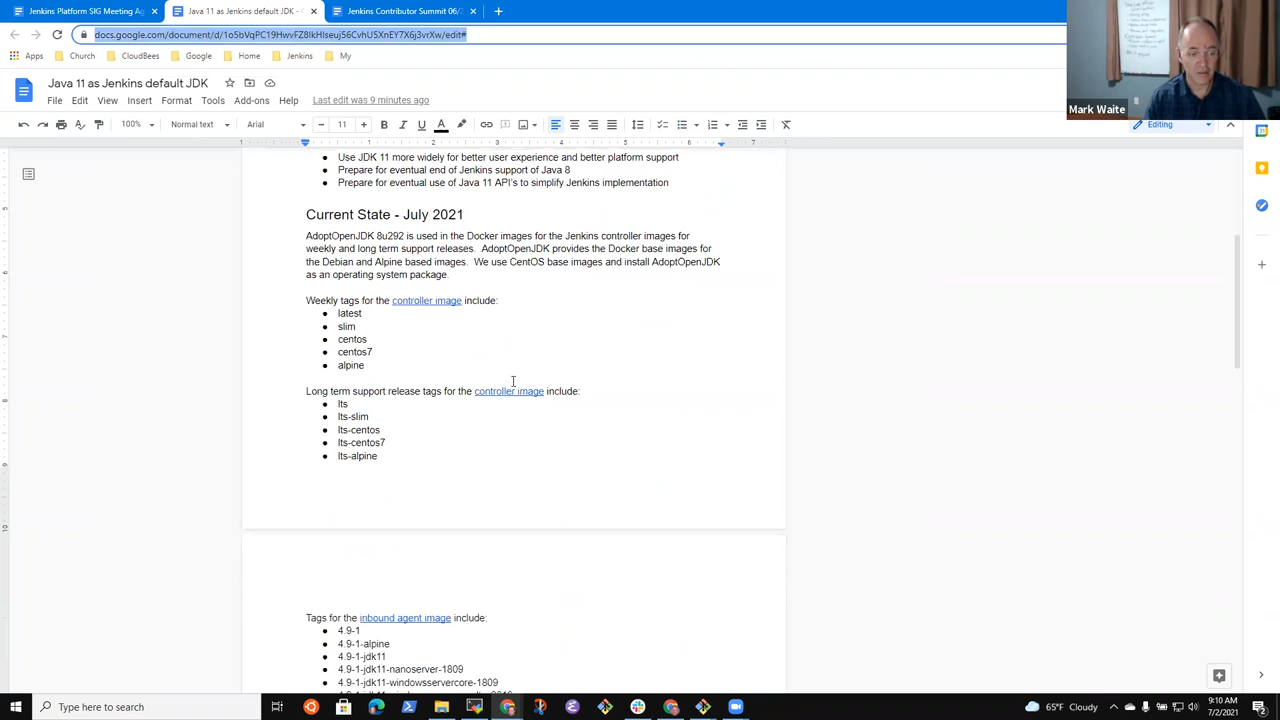 Jenkins Platform SIG Meeting Ag
Java 11 as Jenkins default JDK -
Jenkins Contributor Summit 06/2
Apps
Church
CloudBees
Google
Home
Jenkins
My
Java 11 as Jenkins default JDK
File Edit View Insert Format Tools Add-ons Help Last edit was 9 minutes ago
100% Normal text Arial 11
Editing
Mark Waite
Use JDK 11 more widely for better user experience and better platform support
Prepare for eventual end of Jenkins support of Java 8
Prepare for eventual use of Java 11 API's to simplify Jenkins implementation
Current State - July 2021
AdoptOpenJDK 8u292 is used in the Docker images for the Jenkins controller images for
weekly and long term support releases. AdoptOpenJDK provides the Docker base images for
the Debian and Alpine based images. We use CentOS base images and install AdoptOpenJDK
as an operating system package.
Weekly tags for the controller image include:
latest
slim
centos
centos7
alpine
Long term support release tags for the controller image include:
lts
lts-slim
lts-centos
lts-centos7
lts-alpine
Tags for the inbound agent image include:
4.9-1
4.9-1-alpine
4.9-1-jdk11
4.9-1-jdk11-nanoserver-1809
4.9-1-jdk11-windowsservercore-1809
Type here to search
65°F Cloudy
9:10 AM
7/2/2021